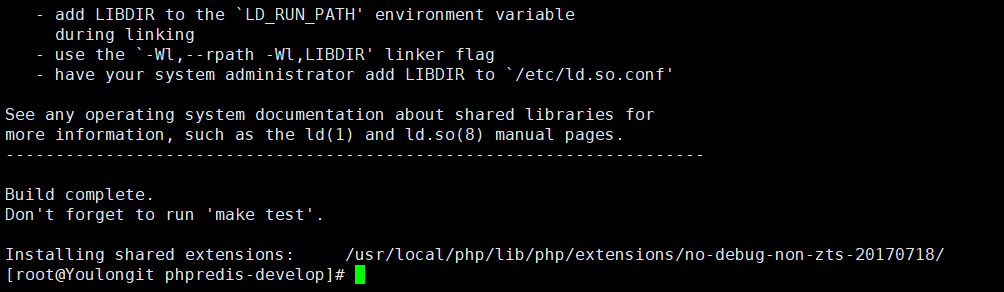 - add LIBDIR to the `LD_RUN_PATH' environment variable
during linking
- use the `-Wl,--rpath -Wl,LIBDIR' linker flag
- have your system administrator add LIBDIR to `/etc/ld.so.conf'
See any operating system documentation about shared libraries for
more information, such as the ld(1) and ld.so(8) manual pages.
----------------------------------------------------------------------
Build complete.
Don't forget to run 'make test'.
Installing shared extensions:     /usr/local/php/lib/php/extensions/no-debug-non-zts-20170718/
[root@Youlongit phpredis-develop]#